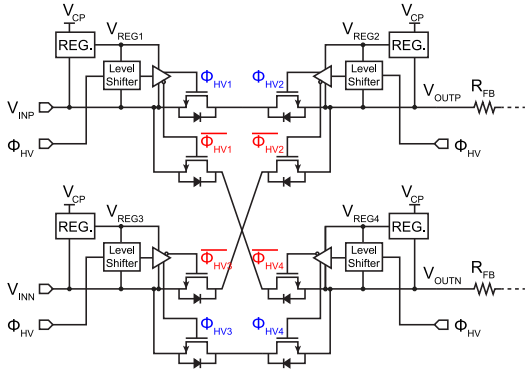 V_CP V_CP
V_REG1 V_REG2
REG. REG.
Level Shifter Φ_HV1 Φ_HV2 Level Shifter
V_INP V_OUTP R_FB
Φ_HV Φ̅_HV1 Φ̅_HV2 Φ_HV
V_CP V_CP
V_REG3 V_REG4
REG. REG.
Level Shifter Φ̅_HV3 Φ̅_HV4 Level Shifter
V_INN V_OUTN R_FB
Φ_HV Φ_HV3 Φ_HV4 Φ_HV